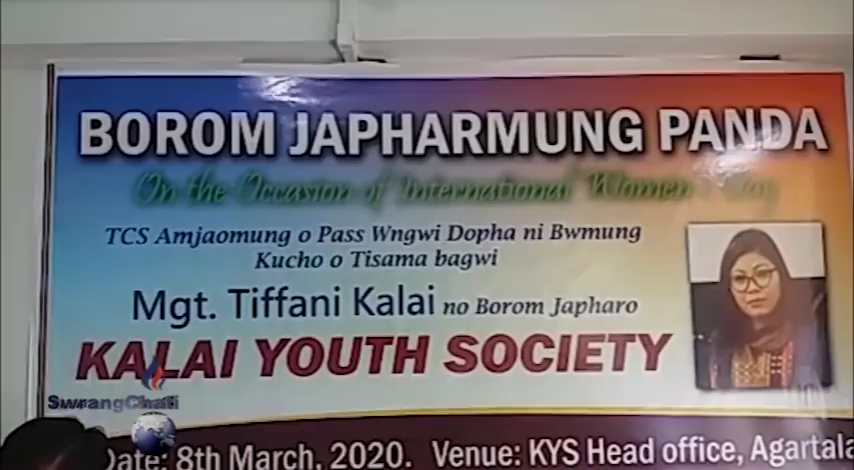 BOROM JAPHARMUNG PANDA
On the Occasion of International Women's Day
TCS Amjaomung o Pass Wngwi Dopha ni Bwmung
Kucho o Tisama bagwi
Mgt. Tiffani Kalai no Borom Japharo
KALAI YOUTH SOCIETY
SwrangChati
Date: 8th March, 2020. Venue: KYS Head office, Agartala